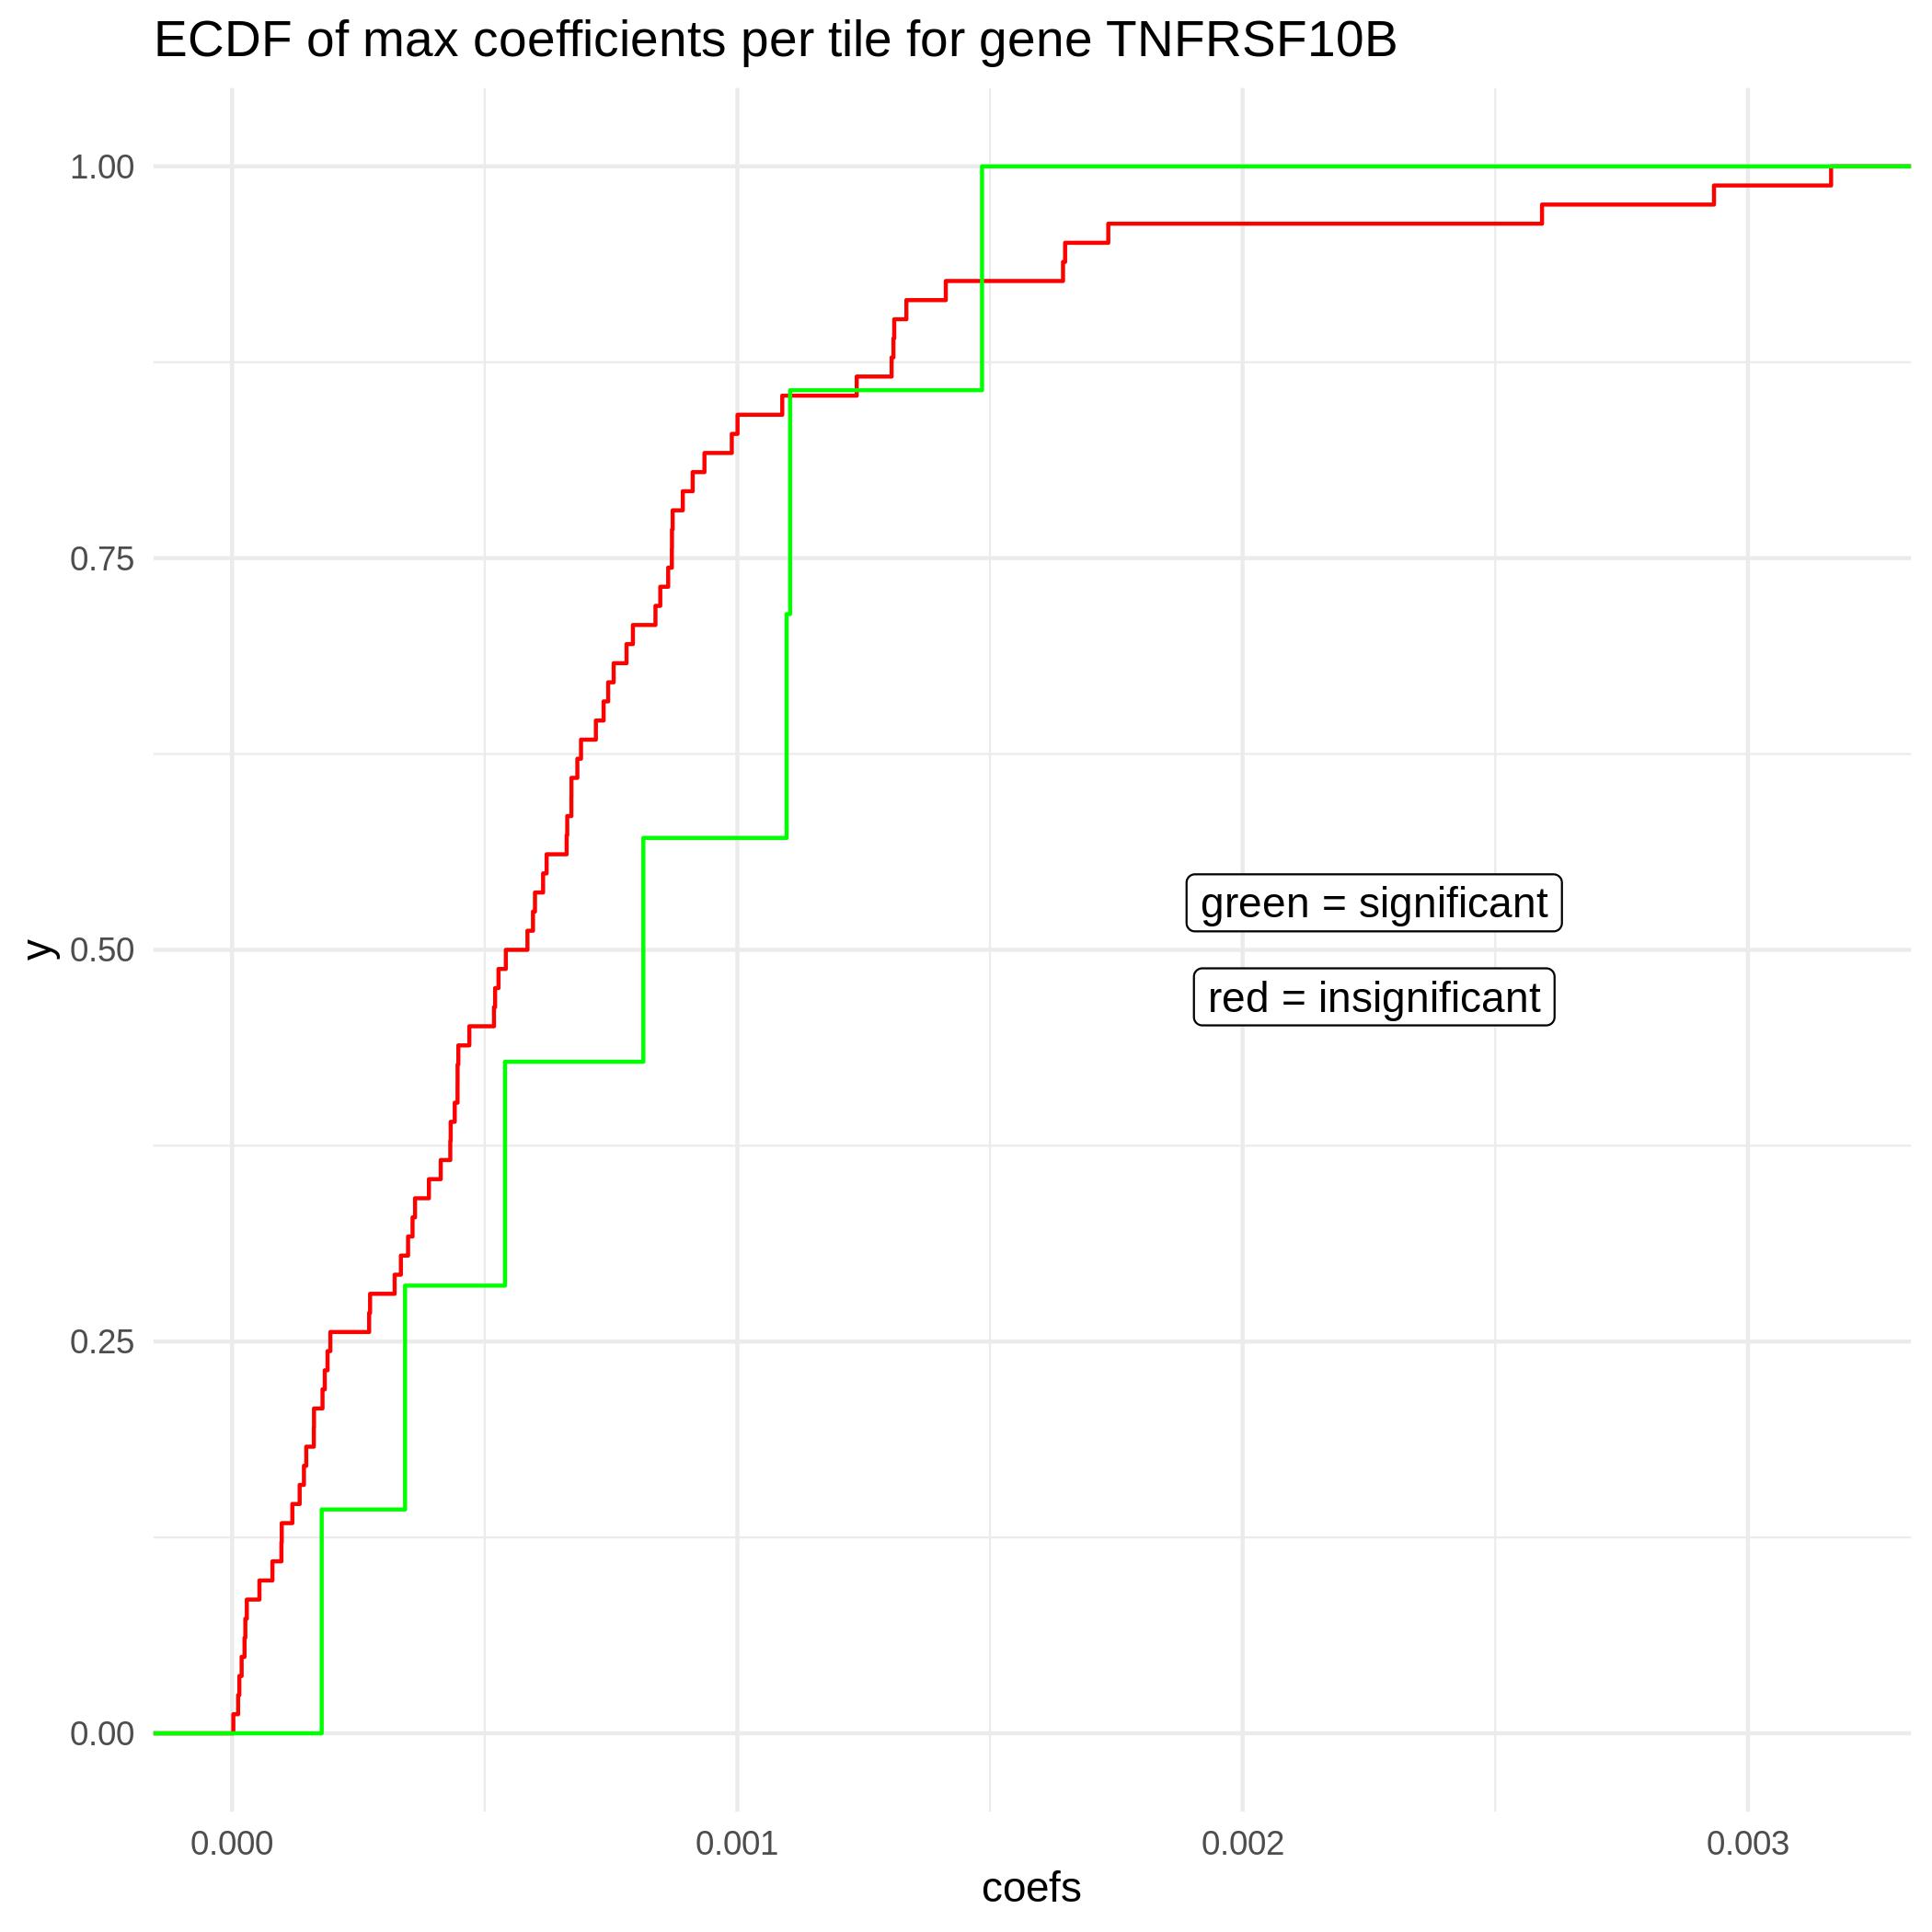 ECDF of max coefficients per tile for gene TNFRSF10B
1.00
0.75
0.50
0.25
0.00
y
green = significant
red = insignificant
0.000 0.001 0.002 0.003
coefs